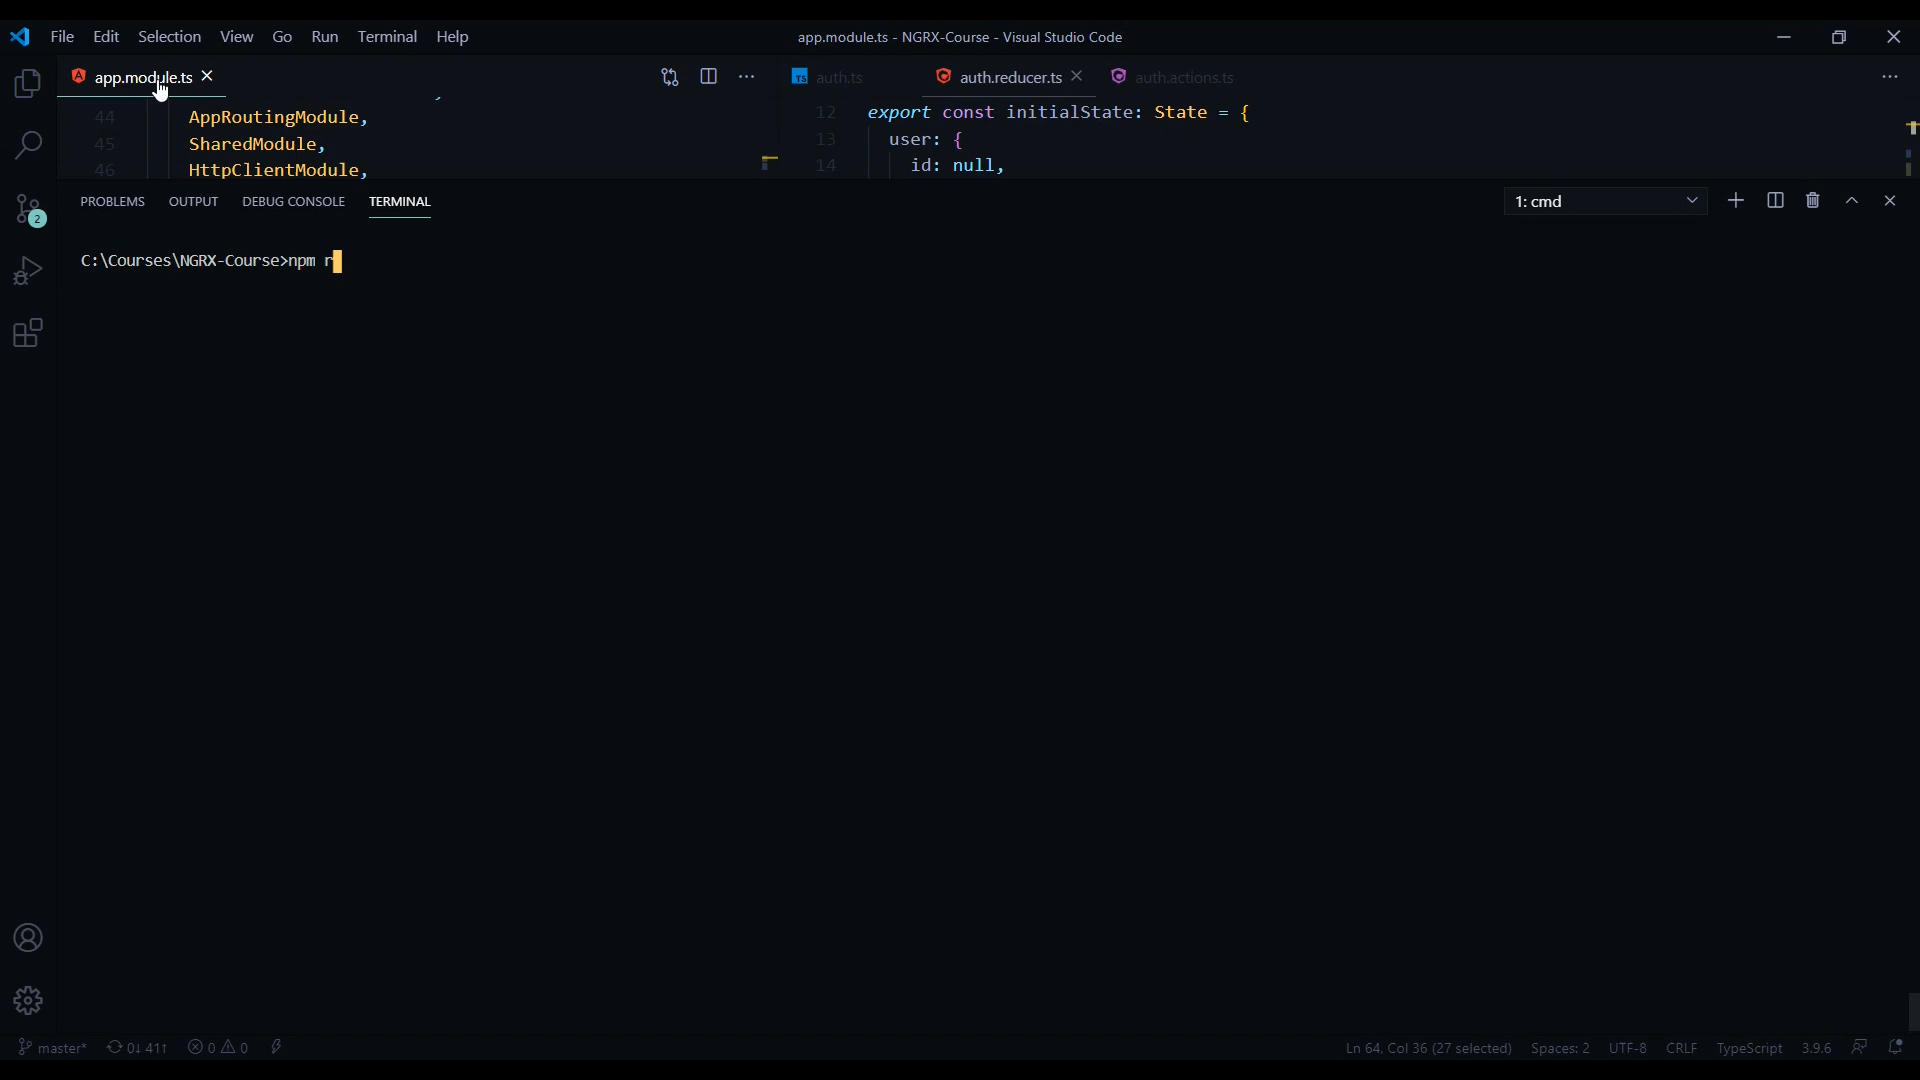 File Edit Selection View Go Run Terminal Help
app.module.ts - NGRX-Course - Visual Studio Code
app.module.ts
auth.ts auth.reducer.ts auth.actions.ts
44 AppRoutingModule,
45 SharedModule,
46 HttpClientModule,
12 export const initialState: State = {
13 user: {
14 id: null,
2
PROBLEMS OUTPUT DEBUG CONSOLE TERMINAL
1: cmd
C:\Courses\NGRX-Course>npm r
master* 0↓ 41↑ 0 0
Ln 64, Col 36 (27 selected) Spaces: 2 UTF-8 CRLF TypeScript 3.9.6